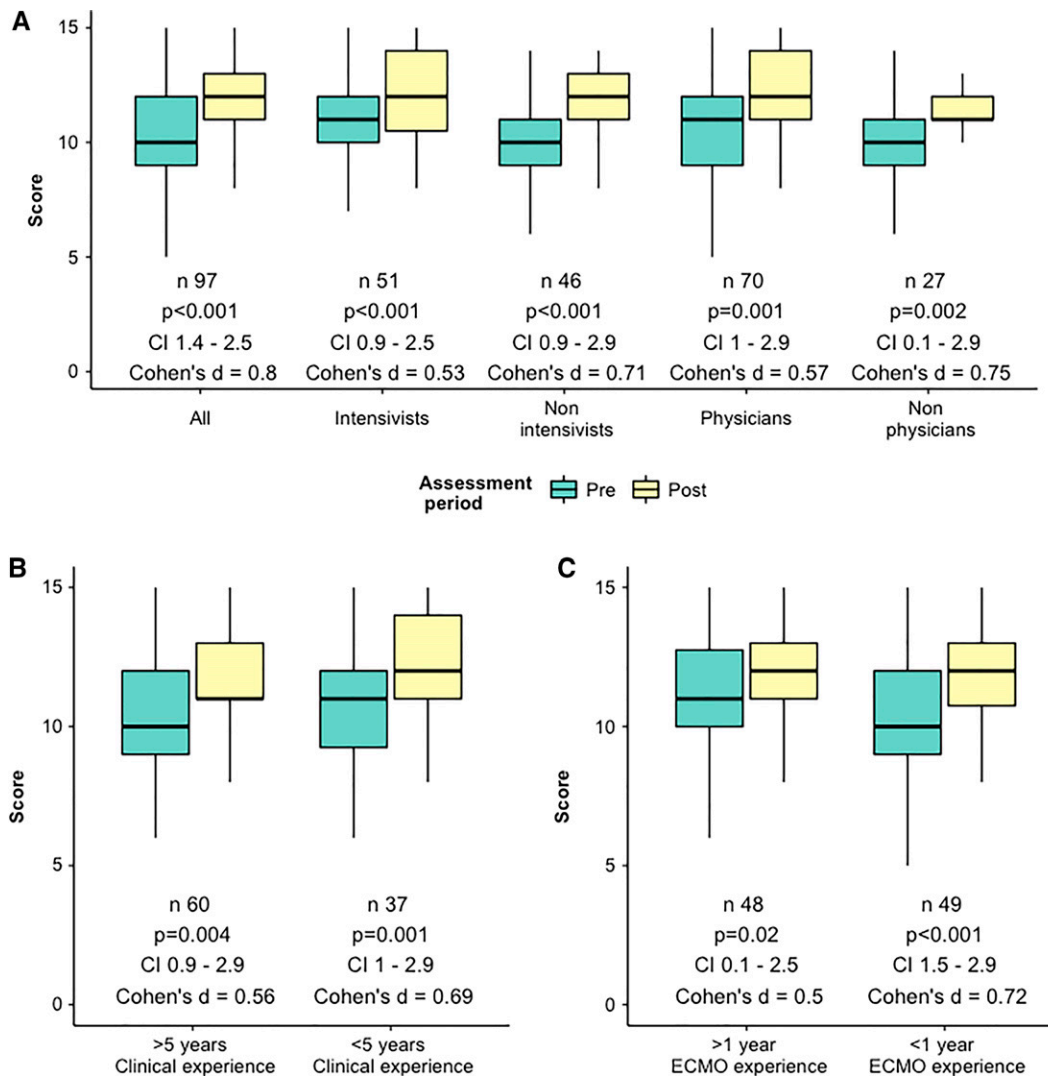 A
Score
15
10
5
0
n 97
p<0.001
CI 1.4 - 2.5
Cohen's d = 0.8
n 51
p<0.001
CI 0.9 - 2.5
Cohen's d = 0.53
n 46
p<0.001
CI 0.9 - 2.9
Cohen's d = 0.71
n 70
p=0.001
CI 1 - 2.9
Cohen's d = 0.57
n 27
p=0.002
CI 0.1 - 2.9
Cohen's d = 0.75
All
Intensivists
Non
intensivists
Physicians
Non
physicians
Assessment
period
Pre
Post
B
Score
15
10
5
0
n 60
p=0.004
CI 0.9 - 2.9
Cohen's d = 0.56
n 37
p=0.001
CI 1 - 2.9
Cohen's d = 0.69
>5 years
Clinical experience
<5 years
Clinical experience
C
Score
15
10
5
0
n 48
p=0.02
CI 0.1 - 2.5
Cohen's d = 0.5
n 49
p<0.001
CI 1.5 - 2.9
Cohen's d = 0.72
>1 year
ECMO experience
<1 year
ECMO experience